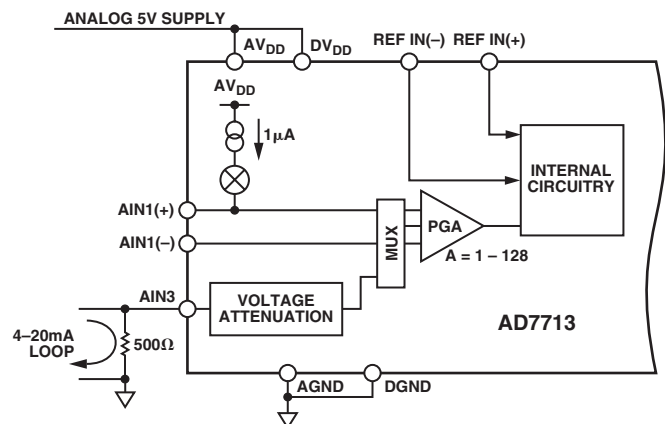 ANALOG 5V SUPPLY
AVDD DVDD
REF IN(–) REF IN(+)
AVDD
1μA
INTERNAL
CIRCUITRY
AIN1(+)
MUX
PGA
AIN1(–)
A = 1 – 128
AIN3
VOLTAGE
ATTENUATION
AD7713
4–20mA
LOOP
500Ω
AGND DGND